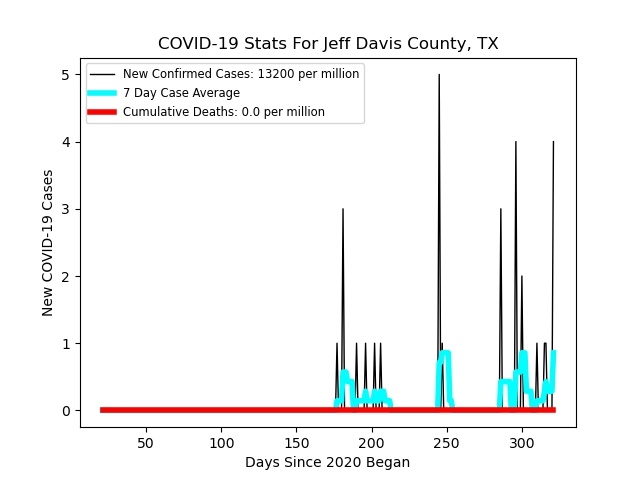 COVID-19 Stats For Jeff Davis County, TX
New Confirmed Cases: 13200 per million
7 Day Case Average
Cumulative Deaths: 0.0 per million
New COVID-19 Cases
5
4
3
2
1
0
50
100
150
200
250
300
Days Since 2020 Began